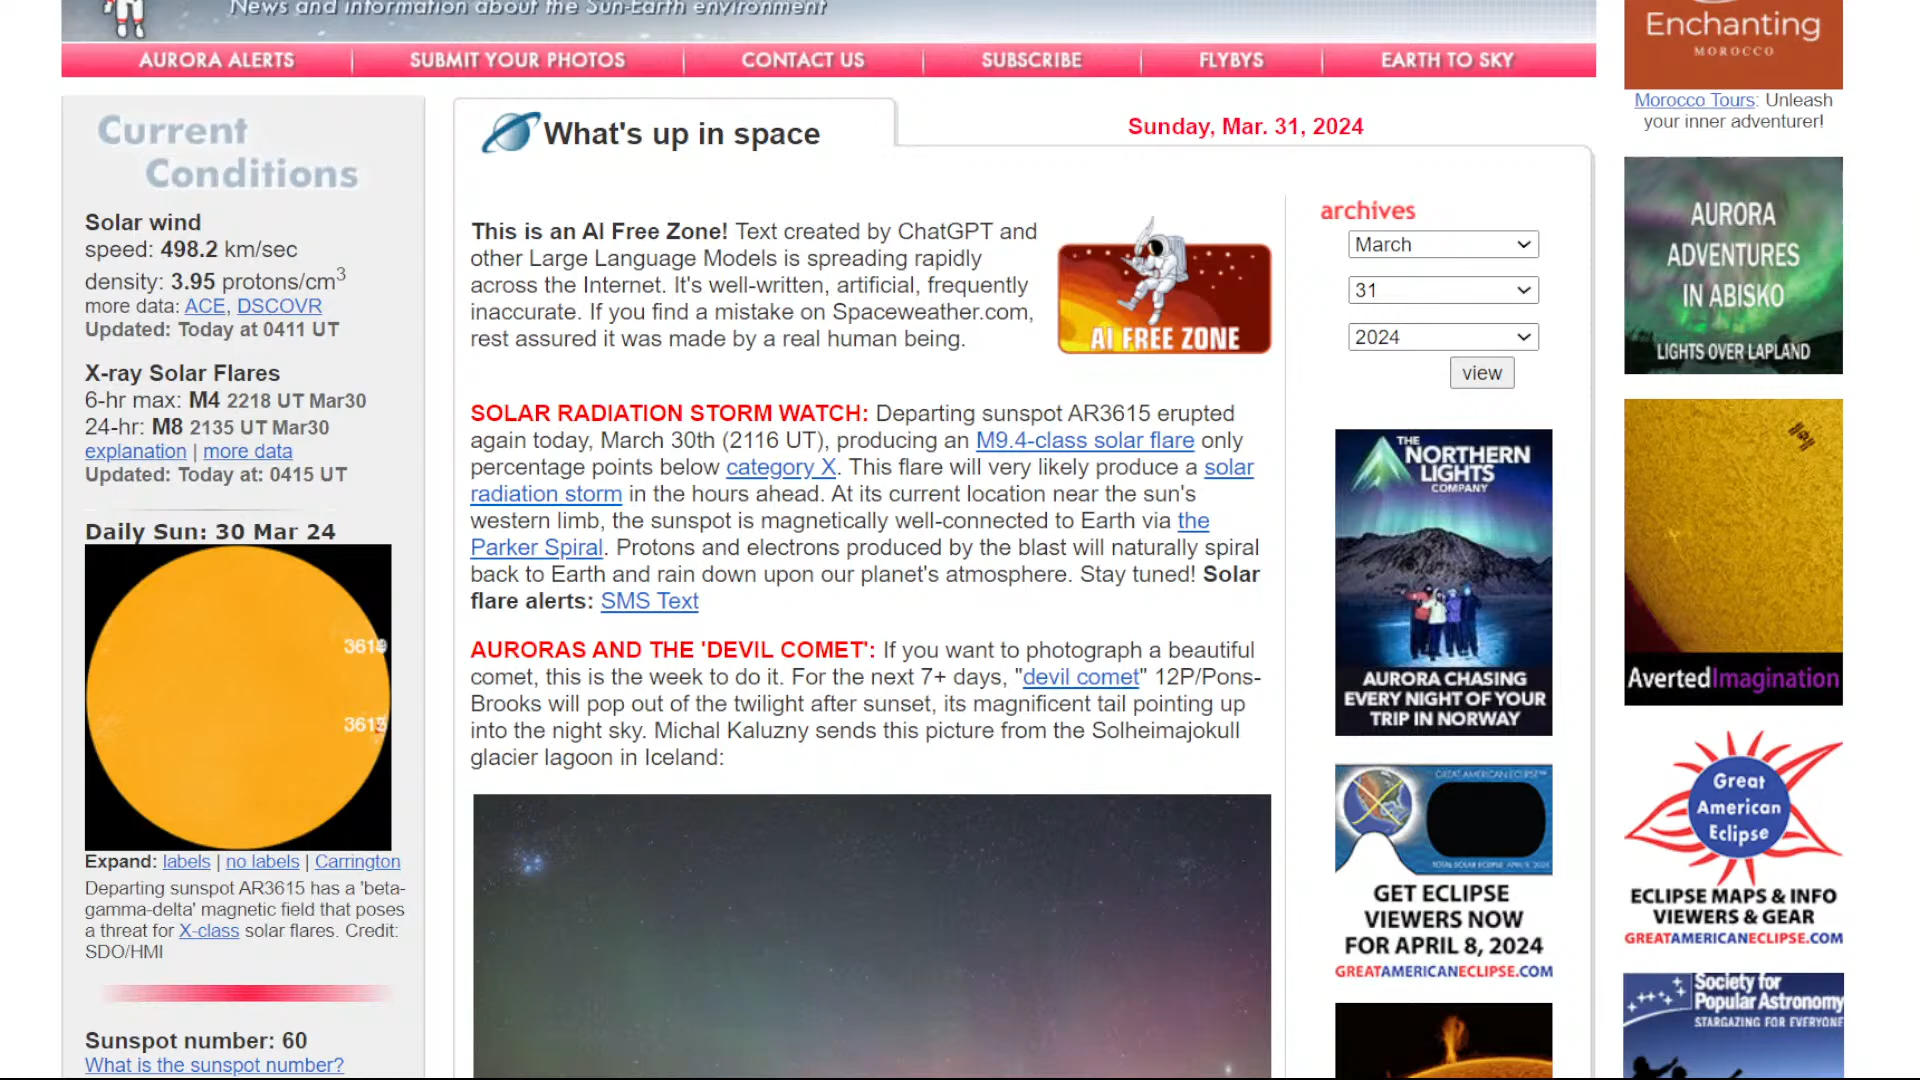 News and information about the Sun-Earth environment
AURORA ALERTS
SUBMIT YOUR PHOTOS
CONTACT US
SUBSCRIBE
FLYBYS
EARTH TO SKY
Current
Conditions
Solar wind
speed: 498.2 km/sec
density: 3.95 protons/cm3
more data: ACE, DSCOVR
Updated: Today at 0411 UT
X-ray Solar Flares
6-hr max: M4 2218 UT Mar30
24-hr: M8 2135 UT Mar30
explanation | more data
Updated: Today at: 0415 UT
Daily Sun: 30 Mar 24
3615
Expand: labels | no labels | Carrington
Departing sunspot AR3615 has a 'beta-
gamma-delta' magnetic field that poses
a threat for X-class solar flares. Credit:
SDO/HMI
Sunspot number: 60
What is the sunspot number?
What's up in space
Sunday, Mar. 31, 2024
This is an AI Free Zone! Text created by ChatGPT and
other Large Language Models is spreading rapidly
across the Internet. It's well-written, artificial, frequently
inaccurate. If you find a mistake on Spaceweather.com,
rest assured it was made by a real human being.
AI FREE ZONE
SOLAR RADIATION STORM WATCH: Departing sunspot AR3615 erupted
again today, March 30th (2116 UT), producing an M9.4-class solar flare only
percentage points below category X. This flare will very likely produce a solar
radiation storm in the hours ahead. At its current location near the sun's
western limb, the sunspot is magnetically well-connected to Earth via the
Parker Spiral. Protons and electrons produced by the blast will naturally spiral
back to Earth and rain down upon our planet's atmosphere. Stay tuned! Solar
flare alerts: SMS Text
AURORAS AND THE 'DEVIL COMET': If you want to photograph a beautiful
comet, this is the week to do it. For the next 7+ days, "devil comet" 12P/Pons-
Brooks will pop out of the twilight after sunset, its magnificent tail pointing up
into the night sky. Michal Kaluzny sends this picture from the Solheimajokull
glacier lagoon in Iceland:
archives
March
31
2024
view
THE
NORTHERN
LIGHTS
COMPANY
AURORA CHASING
EVERY NIGHT OF YOUR
TRIP IN NORWAY
GREAT AMERICAN ECLIPSE
TOTAL SOLAR ECLIPSE APRIL 8, 2024
GET ECLIPSE
VIEWERS NOW
FOR APRIL 8, 2024
GREATAMERICANECLIPSE.COM
Enchanting
MOROCCO
Morocco Tours: Unleash
your inner adventurer!
AURORA
ADVENTURES
IN ABISKO
LIGHTS OVER LAPLAND
AvertedImagination
Great
American
Eclipse
ECLIPSE MAPS & INFO
VIEWERS & GEAR
GREATAMERICANECLIPSE.COM
Society for
Popular Astronomy
STARGAZING FOR EVERYONE